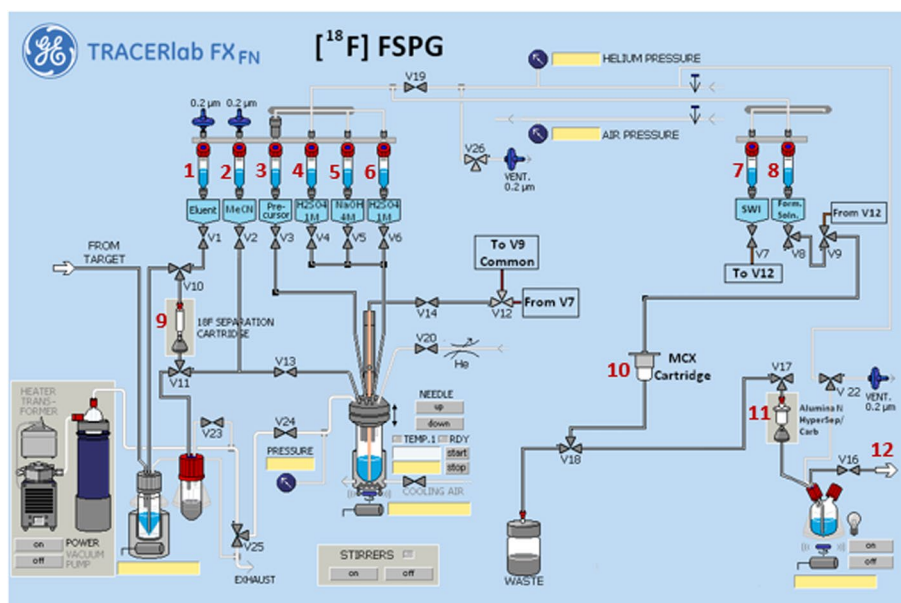 GE
TRACERlab FXFN
[18F] FSPG
HELIUM PRESSURE
AIR PRESSURE
V19
V26
VENT.
0.2 µm
0.2 µm
0.2 µm
1
2
3
4
5
6
7
8
Eluent
MeCN
Pre-
cursor
H2SO4
1M
NaOH
4M
H2SO4
1M
SWI
Form.
Soln.
From V12
V1
V2
V3
V4
V5
V6
V7
V8
V9
To V12
FROM
TARGET
V10
To V9
Common
From V7
V14
V12
9
18F SEPARATION
CARTRIDGE
V11
V13
V20
He
10
MCX
Cartridge
V17
V 22
VENT.
0.2 µm
11
Alumina N
HyperSep/
Carb
12
V16
HEATER
TRANS-
FORMER
V23
V24
NEEDLE
up
down
TEMP.1
RDY
start
stop
PRESSURE
COOLING AIR
V18
V25
POWER
on
off
VACUUM
PUMP
EXHAUST
STIRRERS
on
off
WASTE
on
off